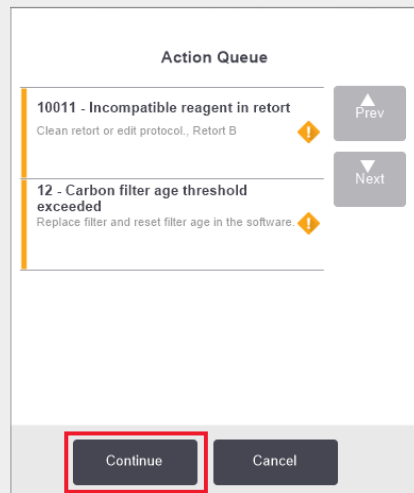 Action Queue
10011 - Incompatible reagent in retort
Clean retort or edit protocol., Retort B
!
Prev
12 - Carbon filter age threshold
exceeded
Replace filter and reset filter age in the software.
!
Next
Continue
Cancel